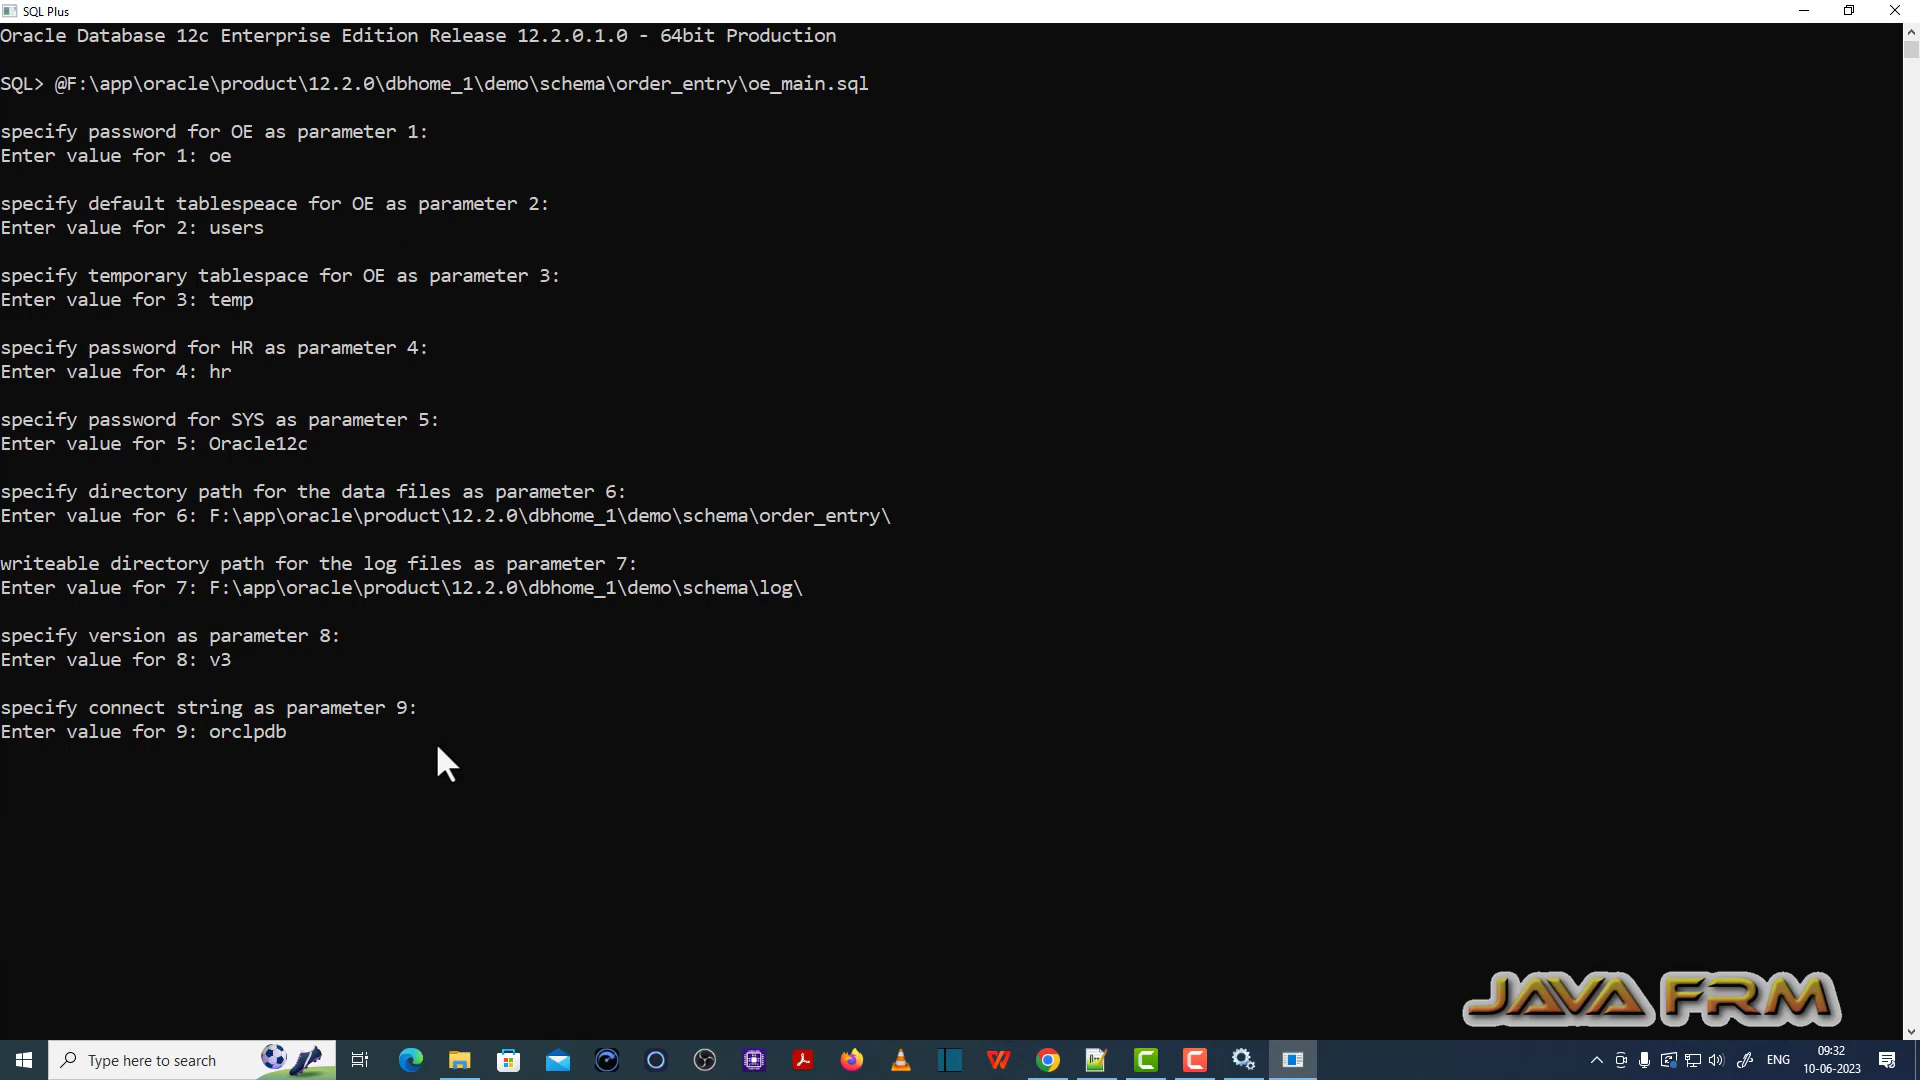 SQL Plus
Oracle Database 12c Enterprise Edition Release 12.2.0.1.0 - 64bit Production
SQL> @F:\app\oracle\product\12.2.0\dbhome_1\demo\schema\order_entry\oe_main.sql
specify password for OE as parameter 1:
Enter value for 1: oe
specify default tablespeace for OE as parameter 2:
Enter value for 2: users
specify temporary tablespace for OE as parameter 3:
Enter value for 3: temp
specify password for HR as parameter 4:
Enter value for 4: hr
specify password for SYS as parameter 5:
Enter value for 5: Oracle12c
specify directory path for the data files as parameter 6:
Enter value for 6: F:\app\oracle\product\12.2.0\dbhome_1\demo\schema\order_entry\
writeable directory path for the log files as parameter 7:
Enter value for 7: F:\app\oracle\product\12.2.0\dbhome_1\demo\schema\log\
specify version as parameter 8:
Enter value for 8: v3
specify connect string as parameter 9:
Enter value for 9: orclpdb
JAVA FRM
Type here to search
ENG
09:32
10-06-2023